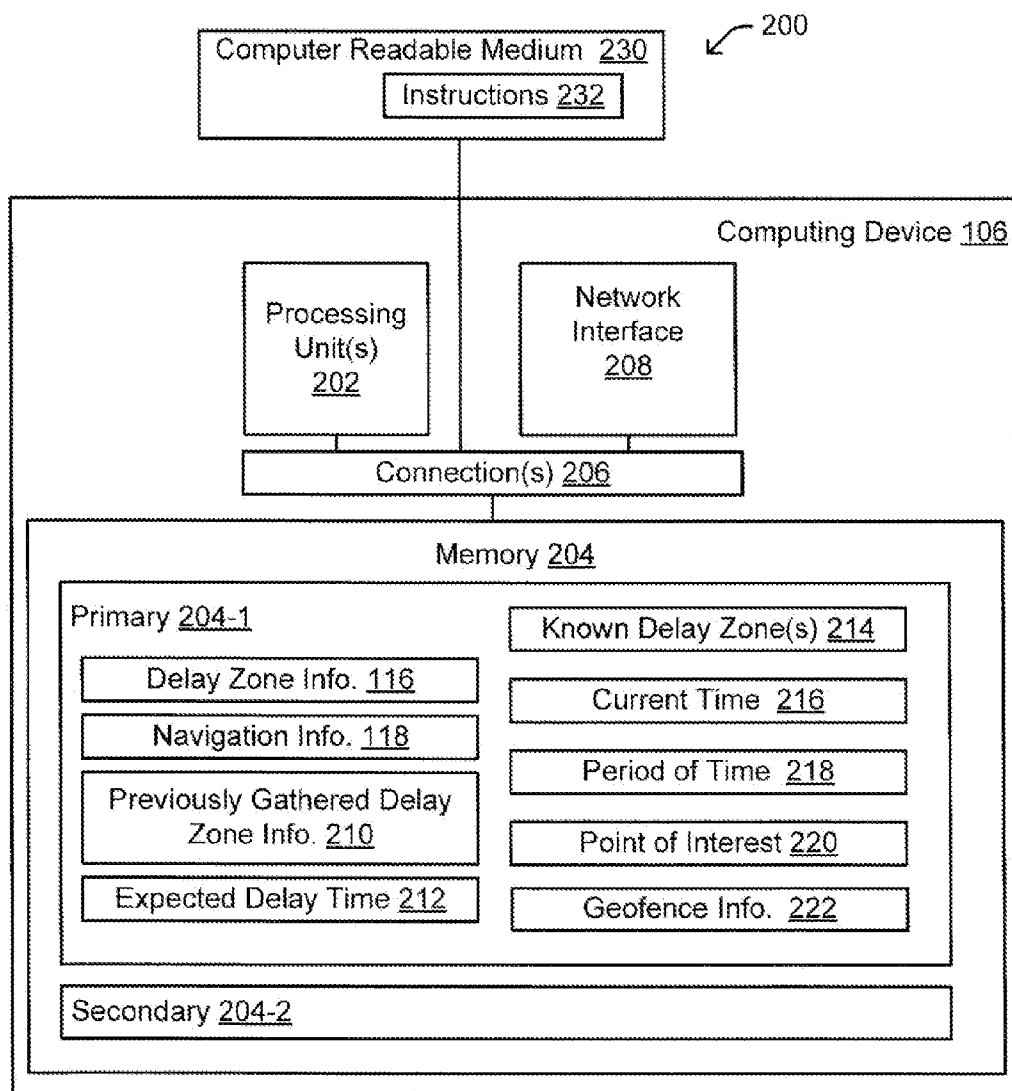 200
Computer Readable Medium 230
Instructions 232
Computing Device 106
Processing
Unit(s)
202
Network
Interface
208
Connection(s) 206
Memory 204
Primary 204-1
Delay Zone Info. 116
Navigation Info. 118
Previously Gathered Delay
Zone Info. 210
Expected Delay Time 212
Known Delay Zone(s) 214
Current Time 216
Period of Time 218
Point of Interest 220
Geofence Info. 222
Secondary 204-2